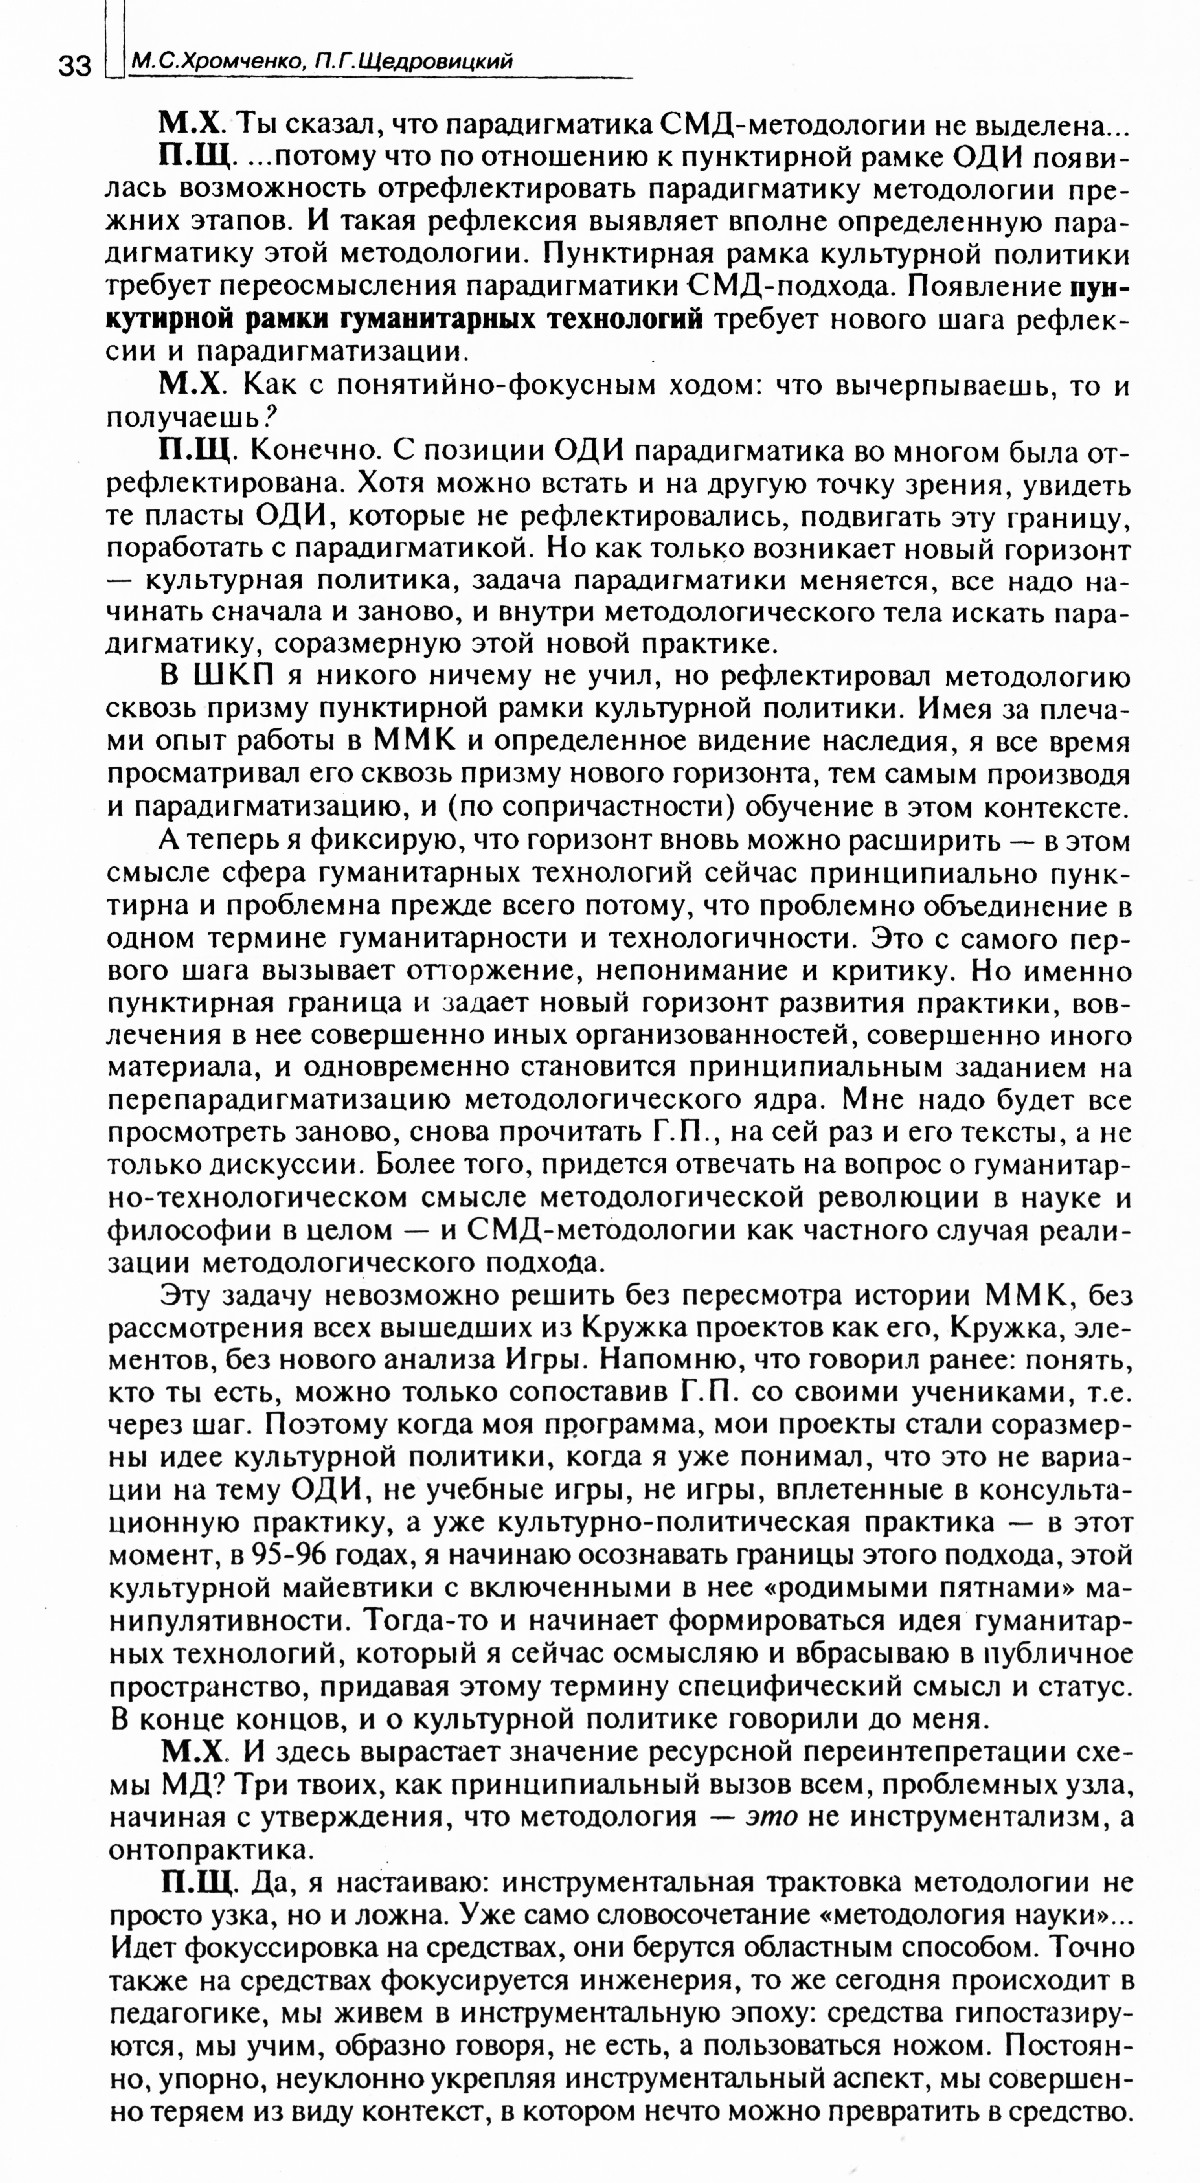 33 М.С.Хромченко, П.Г.Щедровицкий
М.Х. Ты сказал, что парадигматика СМД-методологии не выделена...
П.Щ. ...потому что по отношению к пунктирной рамке ОДИ появи-
лась возможность отрефлектировать парадигматику методологии пре-
жних этапов. И такая рефлексия выявляет вполне определенную пара-
дигматику этой методологии. Пунктирная рамка культурной политики
требует переосмысления парадигматики СМД-подхода. Появление пун-
кутирной рамки гуманитарных технологий требует нового шага рефлек-
сии и парадигматизации.
М.Х. Как с понятийно-фокусным ходом: что вычерпываешь, то и
получаешь?
П.Щ. Конечно. С позиции ОДИ парадигматика во многом была от-
рефлектирована. Хотя можно встать и на другую точку зрения, увидеть
те пласты ОДИ, которые не рефлектировались, подвигать эту границу,
поработать с парадигматикой. Но как только возникает новый горизонт
— культурная политика, задача парадигматики меняется, все надо на-
чинать сначала и заново, и внутри методологического тела искать пара-
дигматику, соразмерную этой новой практике.
В ШКП я никого ничему не учил, но рефлектировал методологию
сквозь призму пунктирной рамки культурной политики. Имея за плеча-
ми опыт работы в ММК и определенное видение наследия, я все время
просматривал его сквозь призму нового горизонта, тем самым производя
и парадигматизацию, и (по сопричастности) обучение в этом контексте.
А теперь я фиксирую, что горизонт вновь можно расширить — в этом
смысле сфера гуманитарных технологий сейчас принципиально пунк-
тирна и проблемна прежде всего потому, что проблемно объединение в
одном термине гуманитарности и технологичности. Это с самого пер-
вого шага вызывает отторжение, непонимание и критику. Но именно
пунктирная граница и задает новый горизонт развития практики, вов-
лечения в нее совершенно иных организованностей, совершенно иного
материала, и одновременно становится принципиальным заданием на
перепарадигматизацию методологического ядра. Мне надо будет все
просмотреть заново, снова прочитать Г.П., на сей раз и его тексты, а не
только дискуссии. Более того, придется отвечать на вопрос о гуманитар-
но-технологическом смысле методологической революции в науке и
философии в целом — и СМД-методологии как частного случая реали-
зации методологического подхода.
Эту задачу невозможно решить без пересмотра истории ММК, без
рассмотрения всех вышедших из Кружка проектов как его, Кружка, эле-
ментов, без нового анализа Игры. Напомню, что говорил ранее: понять,
кто ты есть, можно только сопоставив Г.П. со своими учениками, т.е.
через шаг. Поэтому когда моя программа, мои проекты стали соразмер-
ны идее культурной политики, когда я уже понимал, что это не вариа-
ции на тему ОДИ, не учебные игры, не игры, вплетенные в консульта-
ционную практику, а уже культурно-политическая практика — в этот
момент, в 95-96 годах, я начинаю осознавать границы этого подхода, этой
культурной майевтики с включенными в нее «родимыми пятнами» ма-
нипулятивности. Тогда-то и начинает формироваться идея гуманитар-
ных технологий, который я сейчас осмысляю и вбрасываю в публичное
пространство, придавая этому термину специфический смысл и статус.
В конце концов, и о культурной политике говорили до меня.
М.Х. И здесь вырастает значение ресурсной переинтепретации схе-
мы МД? Три твоих, как принципиальный вызов всем, проблемных узла,
начиная с утверждения, что методология — это не инструментализм, а
онтопрактика.
П.Щ. Да, я настаиваю: инструментальная трактовка методологии не
просто узка, но и ложна. Уже само словосочетание «методология науки»...
Идет фокуссировка на средствах, они берутся областным способом. Точно
также на средствах фокусируется инженерия, то же сегодня происходит в
педагогике, мы живем в инструментальную эпоху: средства гипостазиру-
ются, мы учим, образно говоря, не есть, а пользоваться ножом. Постоян-
но, упорно, неуклонно укрепляя инструментальный аспект, мы совершен-
но теряем из виду контекст, в котором нечто можно превратить в средство.